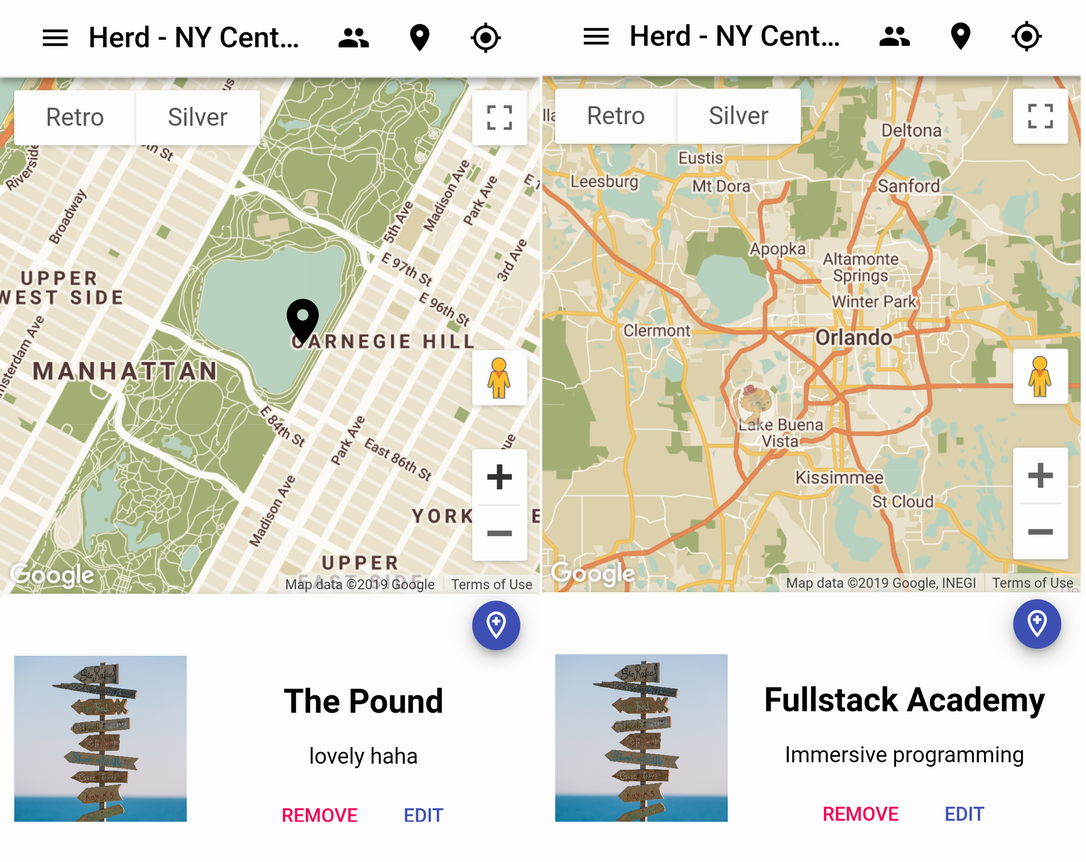 Herd - NY Cent...
Retro
Silver
Riverside
Broadway
5th Ave
Madison Ave
Park Ave
3rd Ave
E 97th St
E 96th St
UPPER
WEST SIDE
CARNEGIE HILL
MANHATTAN
E 84th St
Park Ave
East 86th St
Madison Ave
YORK
UPPER
EAST SIDE
Google
Map data ©2019 Google
Terms of Use
The Pound
lovely haha
REMOVE
EDIT
Herd - NY Cent...
Retro
Silver
Deltona
Eustis
Leesburg
Mt Dora
Sanford
Apopka
Altamonte
Springs
Winter Park
Clermont
Orlando
Lake Buena
Vista
Kissimmee
St Cloud
Google
Map data ©2019 Google, INEGI
Terms of Use
Fullstack Academy
Immersive programming
REMOVE
EDIT